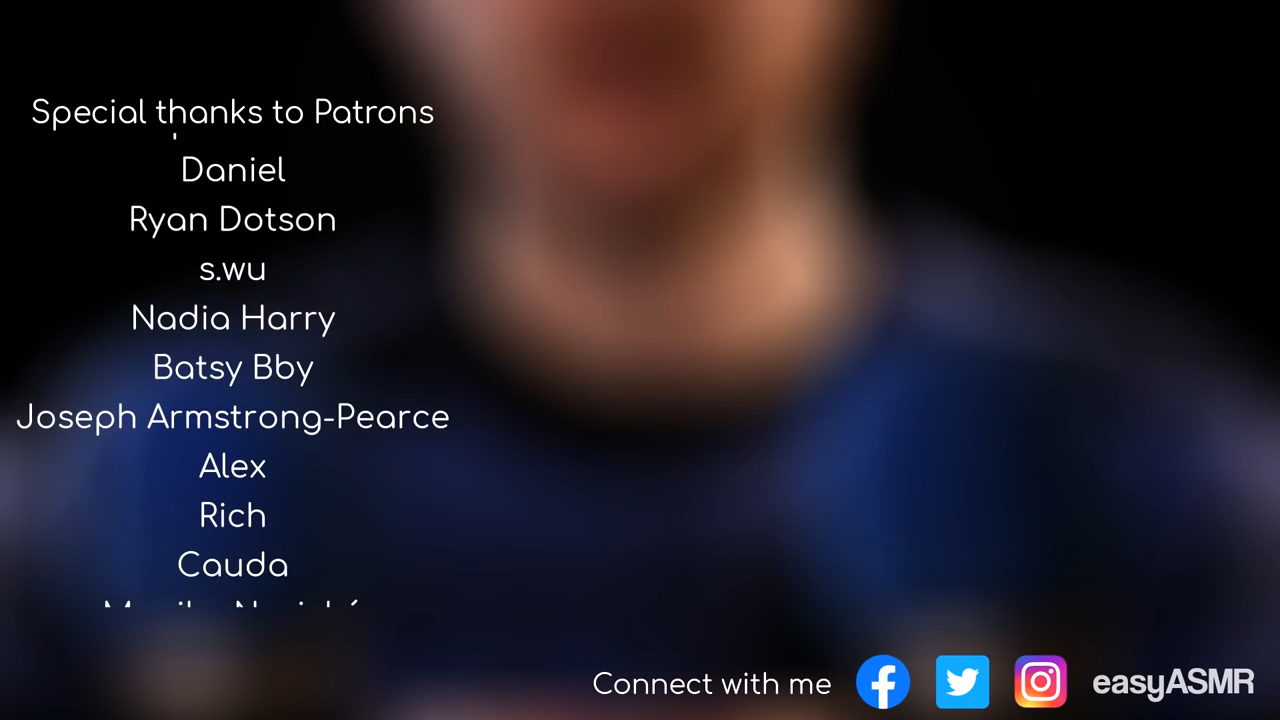 Special thanks to Patrons
Daniel
Ryan Dotson
s.wu
Nadia Harry
Batsy Bby
Joseph Armstrong-Pearce
Alex
Rich
Cauda
Connect with me
easyASMR